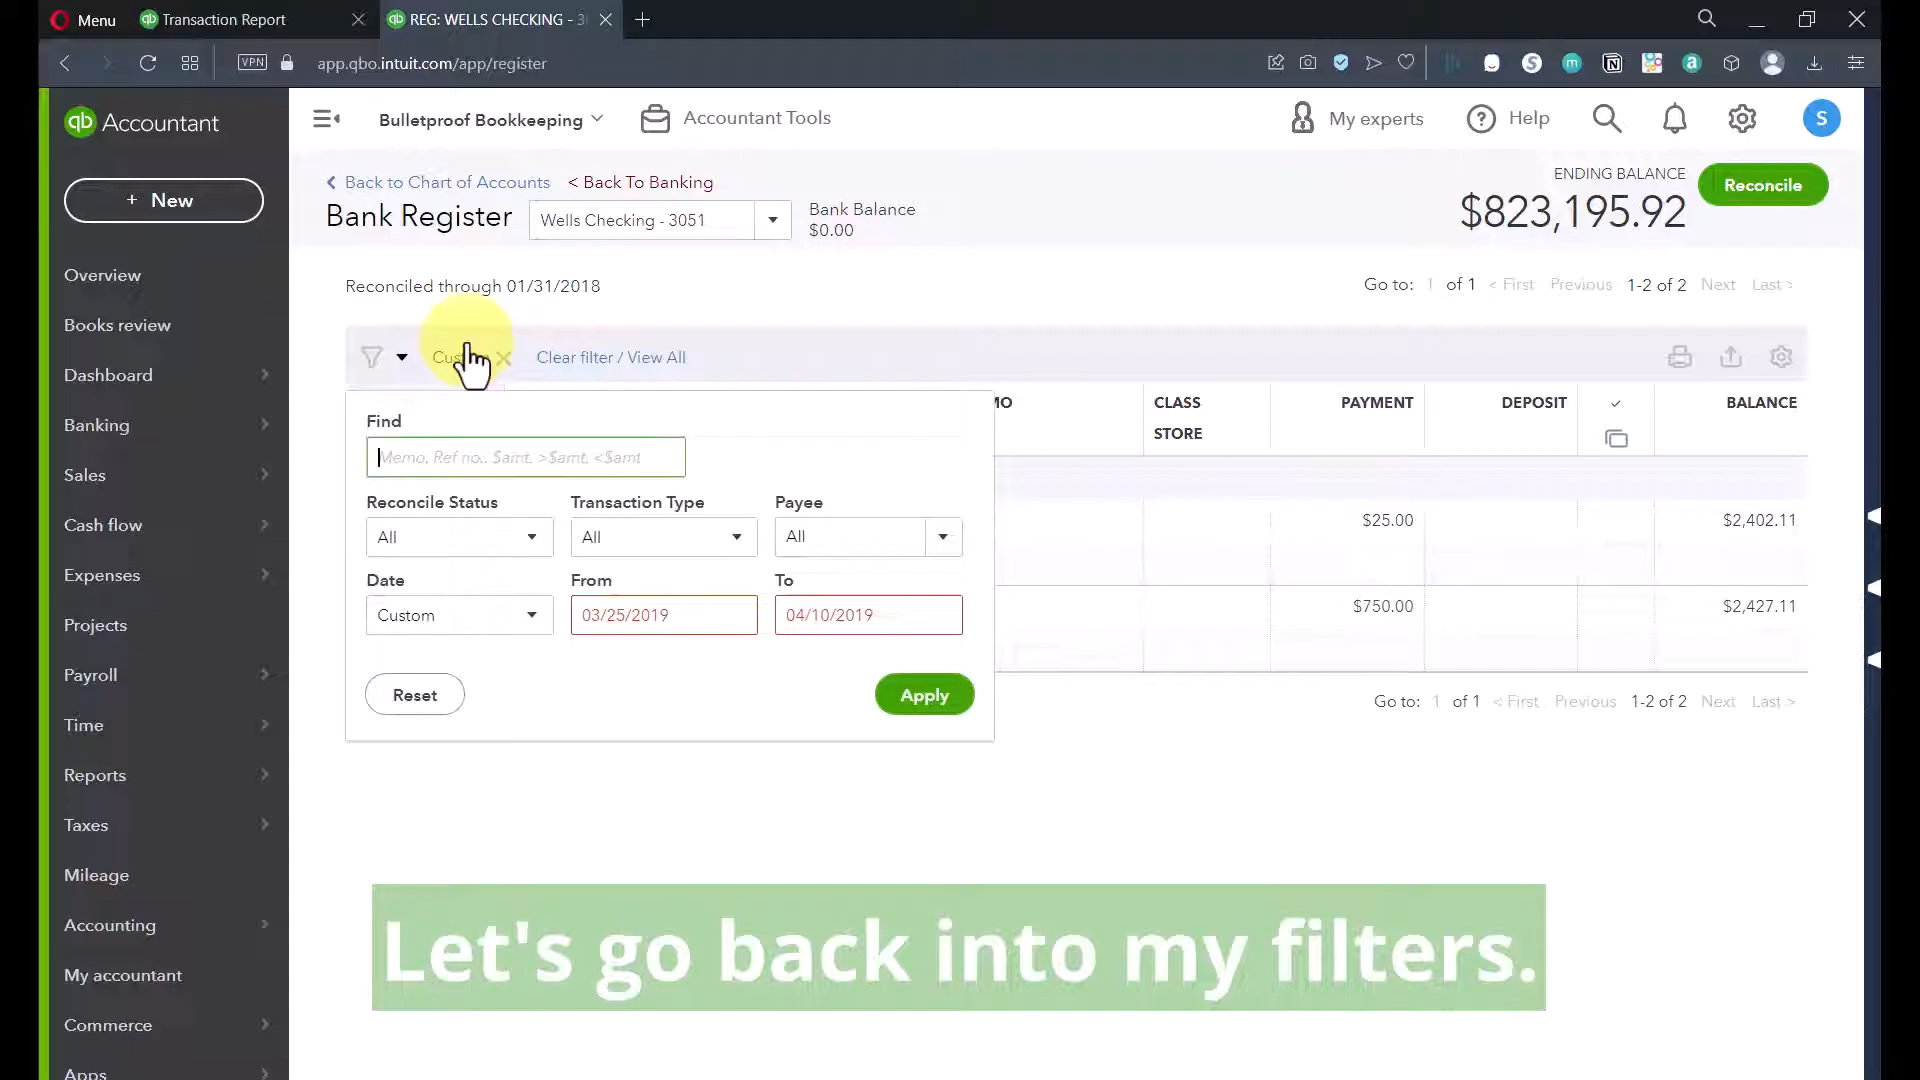 Menu
Transaction Report
REG: WELLS CHECKING - 3
VPN
app.qbo.intuit.com/app/register
qb Accountant
Bulletproof Bookkeeping
Accountant Tools
My experts
Help
S
+ New
< Back to Chart of Accounts
< Back To Banking
Bank Register
Wells Checking - 3051
Bank Balance
$0.00
ENDING BALANCE
$823,195.92
Reconcile
Reconciled through 01/31/2018
Go to: 1 of 1 < First Previous 1-2 of 2 Next Last >
Clear filter / View All
CLASS
STORE
PAYMENT
DEPOSIT
BALANCE
Find
Memo, Ref no., $amt, >$amt, <$amt
Reconcile Status
Transaction Type
Payee
All
All
All
Date
From
To
Custom
03/25/2019
04/10/2019
Reset
Apply
$25.00
$2,402.11
$750.00
$2,427.11
Go to: 1 of 1 < First Previous 1-2 of 2 Next Last >
Overview
Books review
Dashboard
Banking
Sales
Cash flow
Expenses
Projects
Payroll
Time
Reports
Taxes
Mileage
Accounting
My accountant
Commerce
Apps
Let's go back into my filters.